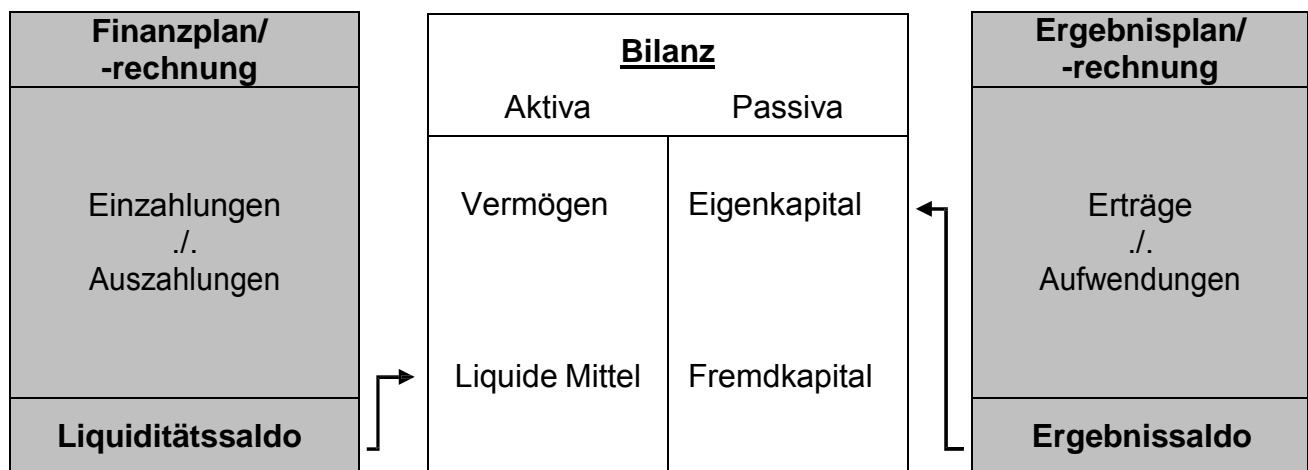 Finanzplan/
-rechnung
Einzahlungen
./.
Auszahlungen
Liquiditätssaldo
Bilanz
Aktiva Passiva
Vermögen Eigenkapital
Liquide Mittel Fremdkapital
Ergebnisplan/
-rechnung
Erträge
./.
Aufwendungen
Ergebnissaldo